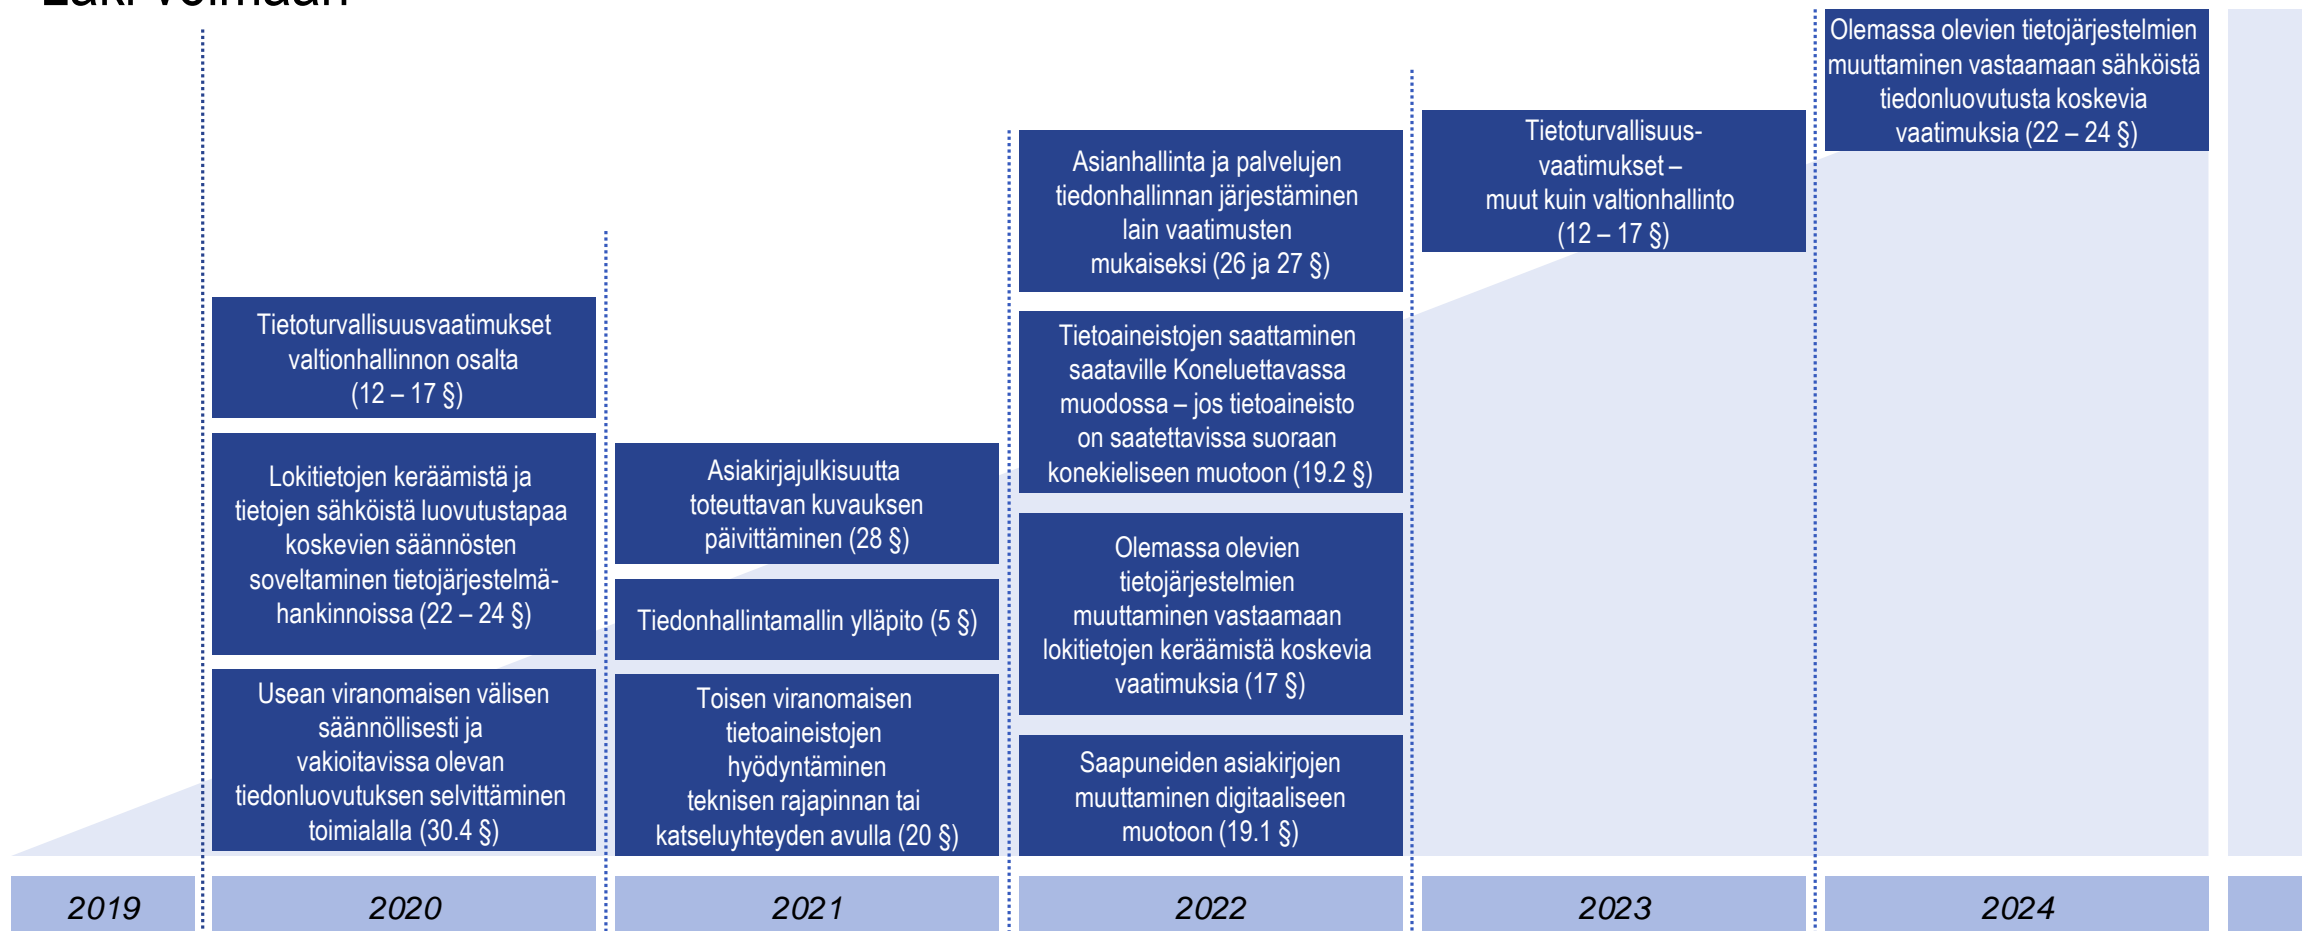 Laki voimaan
Tietoturvallisuusvaatimukset
valtionhallinnon osalta
(12 – 17 §)
Lokitietojen keräämistä ja
tietojen sähköistä luovutustapaa
koskevien säännösten
soveltaminen tietojärjestelmä-
hankinnoissa (22 – 24 §)
Usean viranomaisen välisen
säännöllisesti ja
vakioitavissa olevan
tiedonluovutuksen selvittäminen
toimialalla (30.4 §)
Asiakirjajulkisuutta
toteuttavan kuvauksen
päivittäminen (28 §)
Tiedonhallintamallin ylläpito (5 §)
Toisen viranomaisen
tietoaineistojen
hyödyntäminen
teknisen rajapinnan tai
katseluyhteyden avulla (20 §)
Asianhallinta ja palvelujen
tiedonhallinnan järjestäminen
lain vaatimusten
mukaiseksi (26 ja 27 §)
Tietoaineistojen saattaminen
saataville Koneluettavassa
muodossa – jos tietoaineisto
on saatettavissa suoraan
konekieliseen muotoon (19.2 §)
Olemassa olevien
tietojärjestelmien
muuttaminen vastaamaan
lokitietojen keräämistä koskevia
vaatimuksia (17 §)
Saapuneiden asiakirjojen
muuttaminen digitaaliseen
muotoon (19.1 §)
Tietoturvallisuus-
vaatimukset –
muut kuin valtionhallinto
(12 – 17 §)
Olemassa olevien tietojärjestelmien
muuttaminen vastaamaan sähköistä
tiedonluovutusta koskevia
vaatimuksia (22 – 24 §)
2019
2020
2021
2022
2023
2024